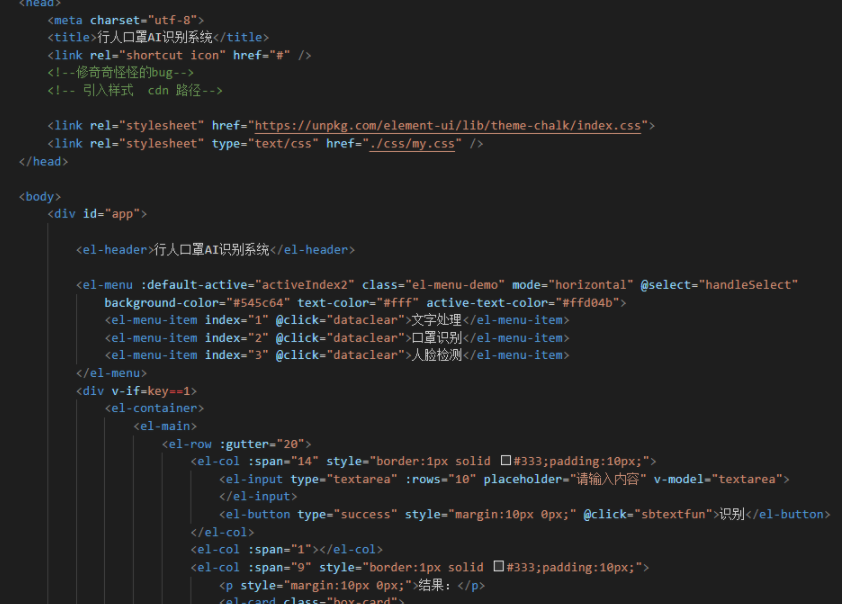 <head>
<meta charset="utf-8">
<title>行人口罩AI识别系统</title>
<link rel="shortcut icon" href="#" />
<!--修奇奇怪怪的bug-->
<!-- 引入样式  cdn 路径-->
<link rel="stylesheet" href="https://unpkg.com/element-ui/lib/theme-chalk/index.css">
<link rel="stylesheet" type="text/css" href="./css/my.css" />
</head>
<body>
<div id="app">
<el-header>行人口罩AI识别系统</el-header>
<el-menu :default-active="activeIndex2" class="el-menu-demo" mode="horizontal" @select="handleSelect"
background-color="#545c64" text-color="#fff" active-text-color="#ffd04b">
<el-menu-item index="1" @click="dataclear">文字处理</el-menu-item>
<el-menu-item index="2" @click="dataclear">口罩识别</el-menu-item>
<el-menu-item index="3" @click="dataclear">人脸检测</el-menu-item>
</el-menu>
<div v-if=key==1>
<el-container>
<el-main>
<el-row :gutter="20">
<el-col :span="14" style="border:1px solid #333;padding:10px;">
<el-input type="textarea" :rows="10" placeholder="请输入内容" v-model="textarea">
</el-input>
<el-button type="success" style="margin:10px 0px;" @click="sbtextfun">识别</el-button>
</el-col>
<el-col :span="1"></el-col>
<el-col :span="9" style="border:1px solid #333;padding:10px;">
<p style="margin:10px 0px;">结果：</p>
<el-card class="box-card">